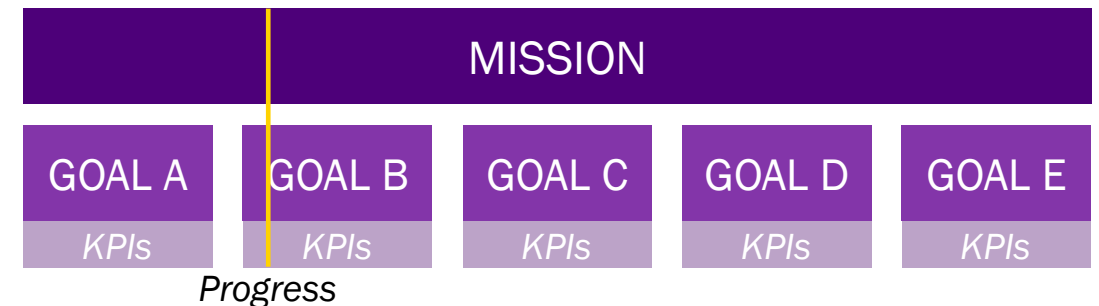 MISSION
GOAL A GOAL B GOAL C GOAL D GOAL E
KPIs KPIs KPIs KPIs KPIs
Progress